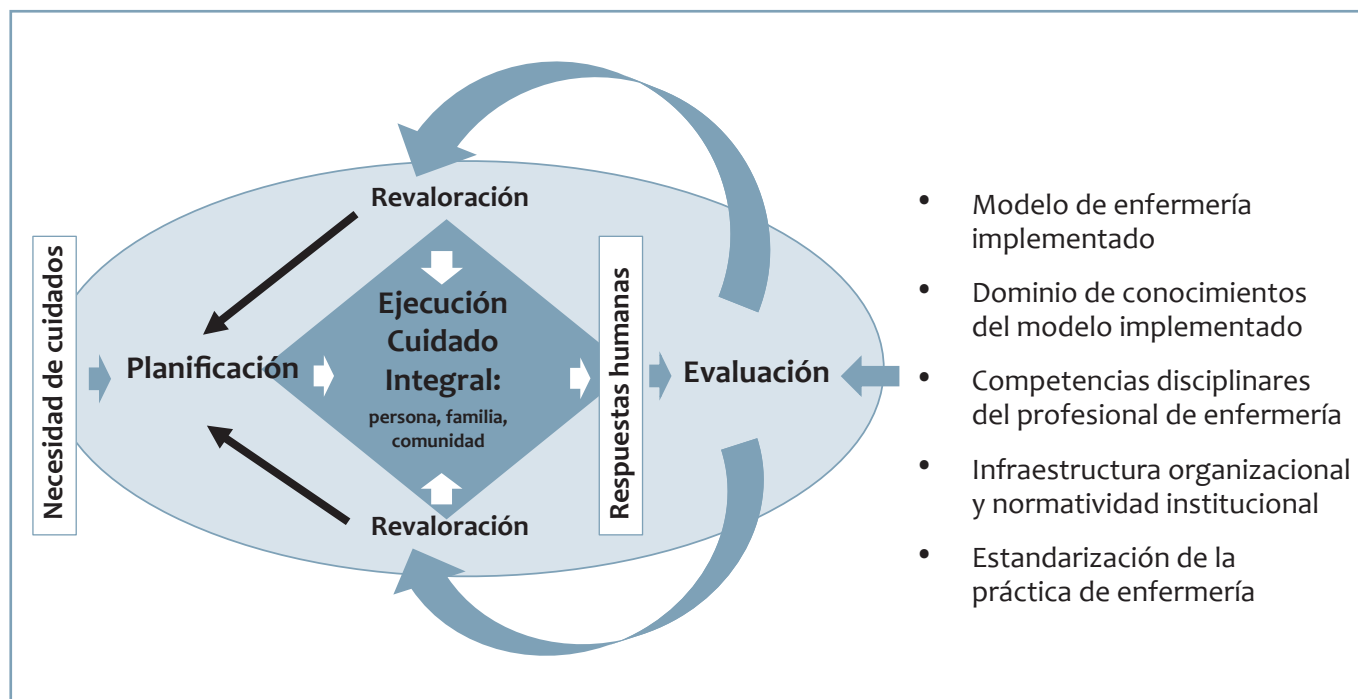 Necesidad de cuidados
Planificación
Revaloración
Ejecución
Cuidado
Integral:
persona, familia,
comunidad
Revaloración
Respuestas humanas
Evaluación
• Modelo de enfermería
implementado
• Dominio de conocimientos
del modelo implementado
• Competencias disciplinares
del profesional de enfermería
• Infraestructura organizacional
y normatividad institucional
• Estandarización de la
práctica de enfermería